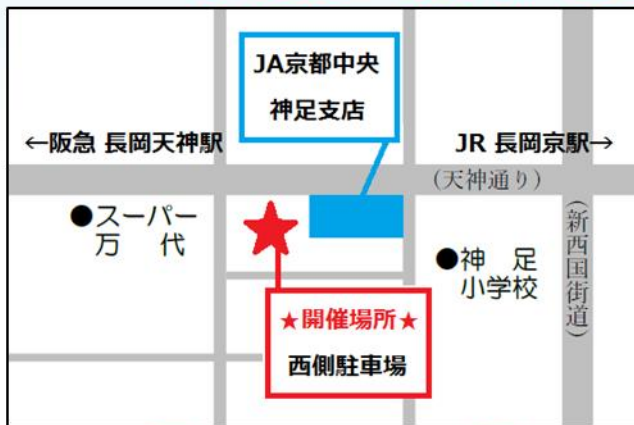 JA京都中央
神足支店
←阪急 長岡天神駅
JR 長岡京駅→
(天神通り)
●スーパー
万 代
●神 足
小学校
(新西国街道)
★開催場所★
西側駐車場